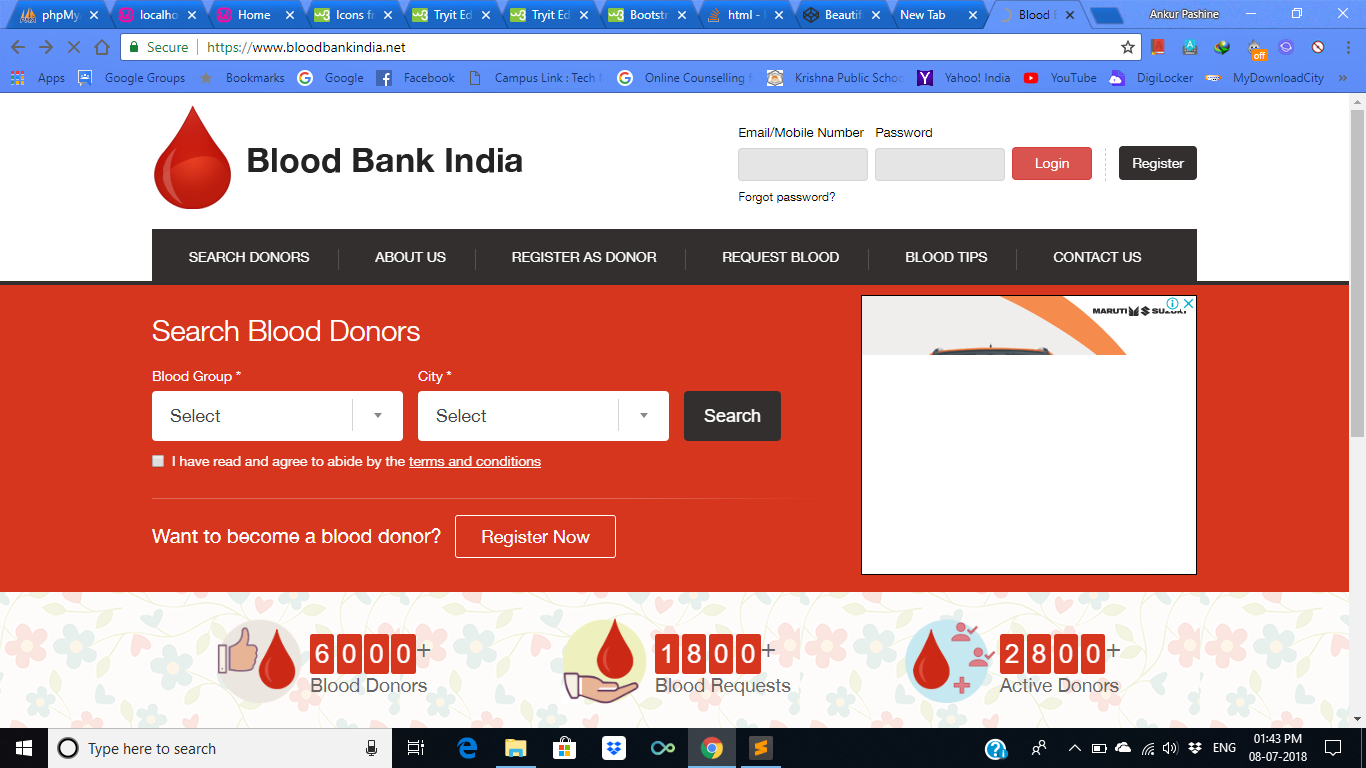 phpMy
localho
Home
Icons f
Tryit Ed
Tryit Ed
Bootstr
html -
Beautif
New Tab
Blood
Ankur Pashine
Secure
https://www.bloodbankindia.net
off
Apps
Google Groups
Bookmarks
Google
Facebook
Campus Link : Tech
Online Counselling
Krishna Public Schoo
Yahoo! India
YouTube
DigiLocker
MyDownloadCity
»
Blood Bank India
Email/Mobile Number
Password
Login
Register
Forgot password?
SEARCH DONORS
ABOUT US
REGISTER AS DONOR
REQUEST BLOOD
BLOOD TIPS
CONTACT US
Search Blood Donors
Blood Group *
City *
Select
Select
Search
I have read and agree to abide by the terms and conditions
Want to become a blood donor?
Register Now
MARUTI SUZUKI
6000+
Blood Donors
1800+
Blood Requests
2800+
Active Donors
Type here to search
ENG
01:43 PM
08-07-2018